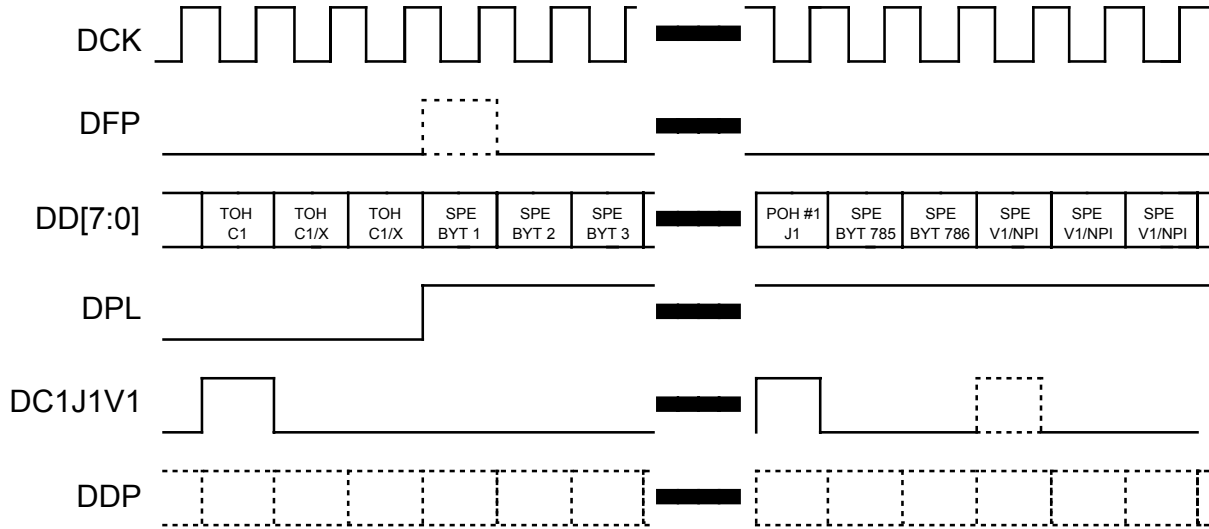 DCK
DFP
DD[7:0]
TOH TOH TOH SPE SPE SPE POH #1 SPE SPE SPE SPE SPE
C1 C1/X C1/X BYT 1 BYT 2 BYT 3 J1 BYT 785 BYT 786 V1/NPI V1/NPI V1/NPI
DPL
DC1J1V1
DDP